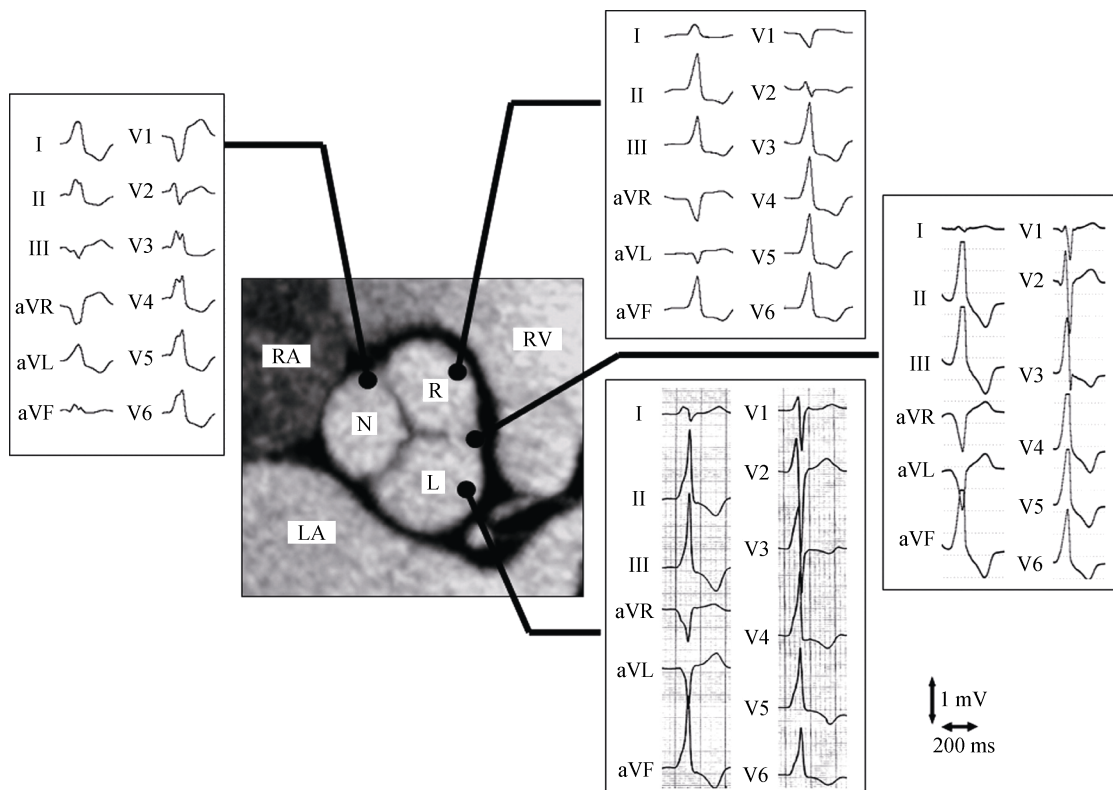 I V1
II V2
III V3
aVR V4
aVL V5
aVF V6
I V1
II V2
III V3
aVR V4
aVL V5
aVF V6
I V1
II V2
III V3
aVR V4
aVL V5
aVF V6
RA
RV
R
N
L
LA
I V1
II V2
III V3
aVR V4
aVL V5
aVF V6
1 mV
200 ms